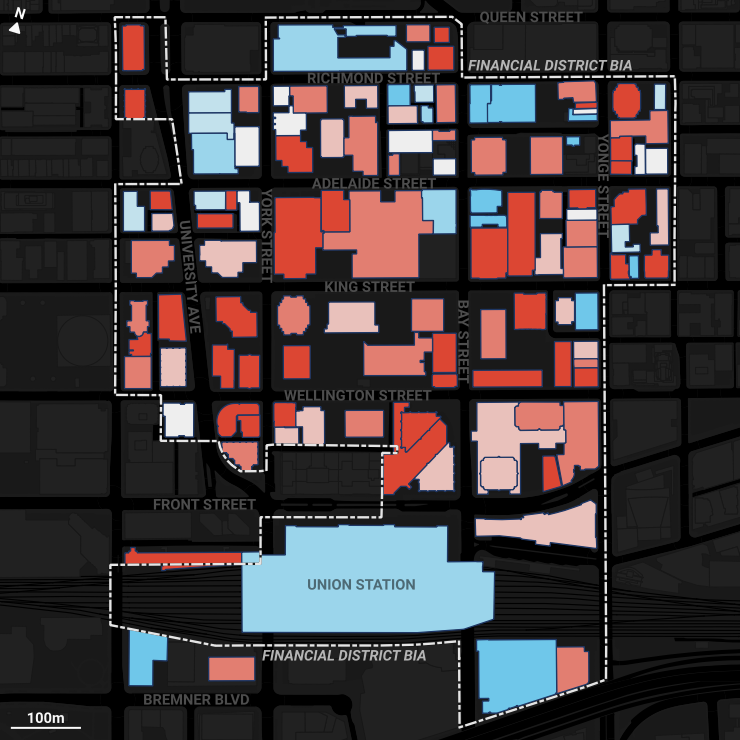 N
QUEEN STREET
FINANCIAL DISTRICT BIA
RICHMOND STREET
YONGE STREET
ADELAIDE STREET
YORK STREET
UNIVERSITY AVE
KING STREET
BAY STREET
WELLINGTON STREET
FRONT STREET
UNION STATION
FINANCIAL DISTRICT BIA
BREMNER BLVD
100m